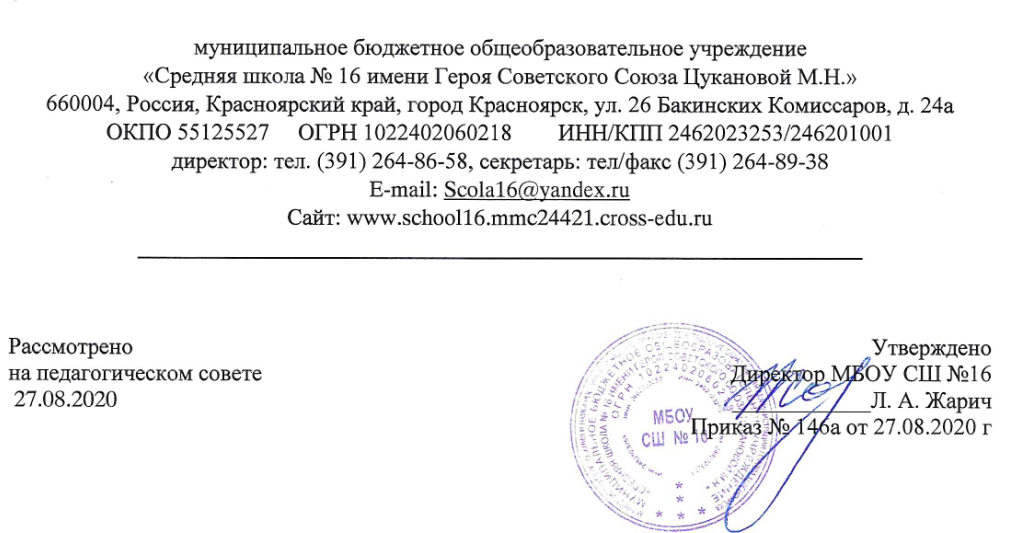 муниципальное бюджетное общеобразовательное учреждение
«Средняя школа № 16 имени Героя Советского Союза Цукановой М.Н.»
660004, Россия, Красноярский край, город Красноярск, ул. 26 Бакинских Комиссаров, д. 24а
ОКПО 55125527 ОГРН 1022402060218 ИНН/КПП 2462023253/246201001
директор: тел. (391) 264-86-58, секретарь: тел/факс (391) 264-89-38
E-mail: Scola16@yandex.ru
Сайт: www.school16.mmc24421.cross-edu.ru
Рассмотрено
на педагогическом совете
27.08.2020
Утверждено
Директор МБОУ СШ №16
Л. А. Жарич
Приказ № 146а от 27.08.2020 г
МБОУ
СШ № 16